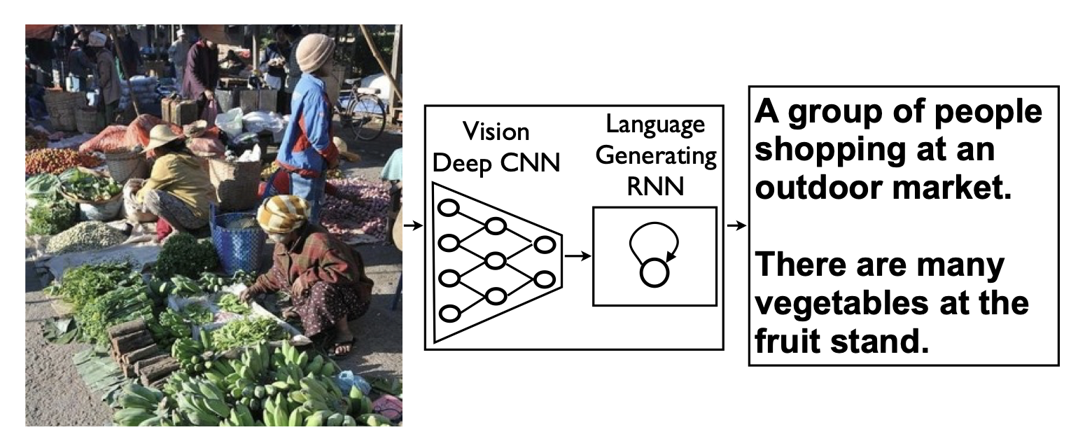 Vision
Deep CNN
Language
Generating
RNN
A group of people
shopping at an
outdoor market.
There are many
vegetables at the
fruit stand.